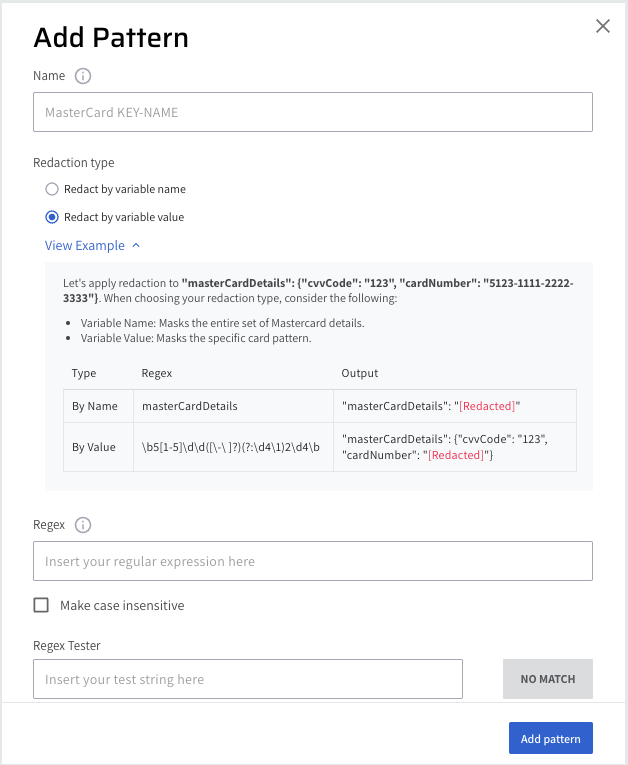 Add Pattern
Name
MasterCard KEY-NAME
Redaction type
Redact by variable name
Redact by variable value
View Example
Let's apply redaction to "masterCardDetails": {"cvvCode": "123", "cardNumber": "5123-1111-2222-
3333"}. When choosing your redaction type, consider the following:
• Variable Name: Masks the entire set of Mastercard details.
• Variable Value: Masks the specific card pattern.
Type Regex Output
By Name masterCardDetails "masterCardDetails": "[Redacted]"
By Value \b5[1-5]\d\d([\-\ ]?)(?:\d4\1)2\d4\b "masterCardDetails": {"cvvCode": "123",
"cardNumber": "[Redacted]"}
Regex
Insert your regular expression here
Make case insensitive
Regex Tester
Insert your test string here
NO MATCH
Add pattern